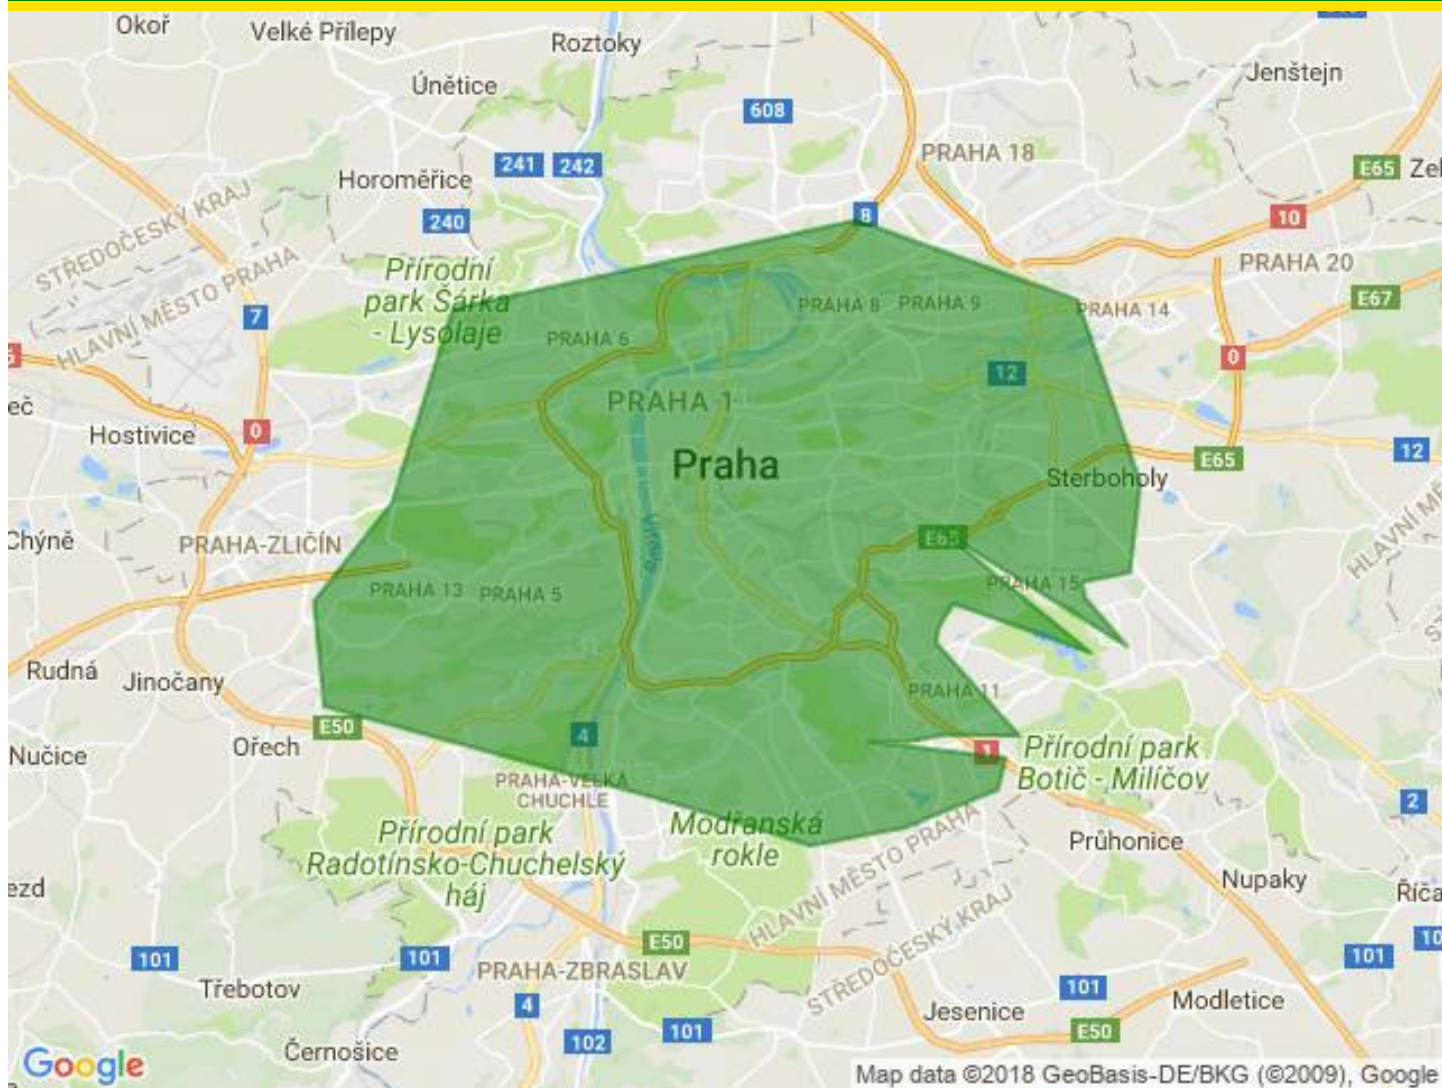 Okoř
Velké Přílepy
Roztoky
Únětice
Jenštejn
608
PRAHA 18
241
242
E65
Zel
Horoměřice
240
8
10
STŘEDOČESKÝ KRAJ
HLAVNÍ MĚSTO PRAHA
Přírodní
park Šárka
- Lysolaje
PRAHA 20
E67
7
PRAHA 8
PRAHA 9
PRAHA 14
PRAHA 6
0
12
PRAHA 1
eč
Hostivice
0
12
Praha
E65
Sterboholy
Chýně
PRAHA-ZLIČÍN
Vltava
E65
HLAVNÍ MĚ
PRAHA 13
PRAHA 5
PRAHA 15
Rudná
Jinočany
PRAHA 11
E50
4
Nučice
Ořech
1
Přírodní park
Botič - Milíčov
PRAHA-VELKÁ
CHUCHLE
2
Přírodní park
Radotínsko-Chuchelský
háj
Modřanská
rokle
HLAVNÍ MĚSTO PRAHA
Průhonice
ezd
Nupaky
Říča
STŘEDOČESKÝ KRAJ
101
101
E50
101
10
PRAHA-ZBRASLAV
Třebotov
4
101
Modletice
Jesenice
102
101
E50
Černošice
Google
Map data ©2018 GeoBasis-DE/BKG (©2009), Google